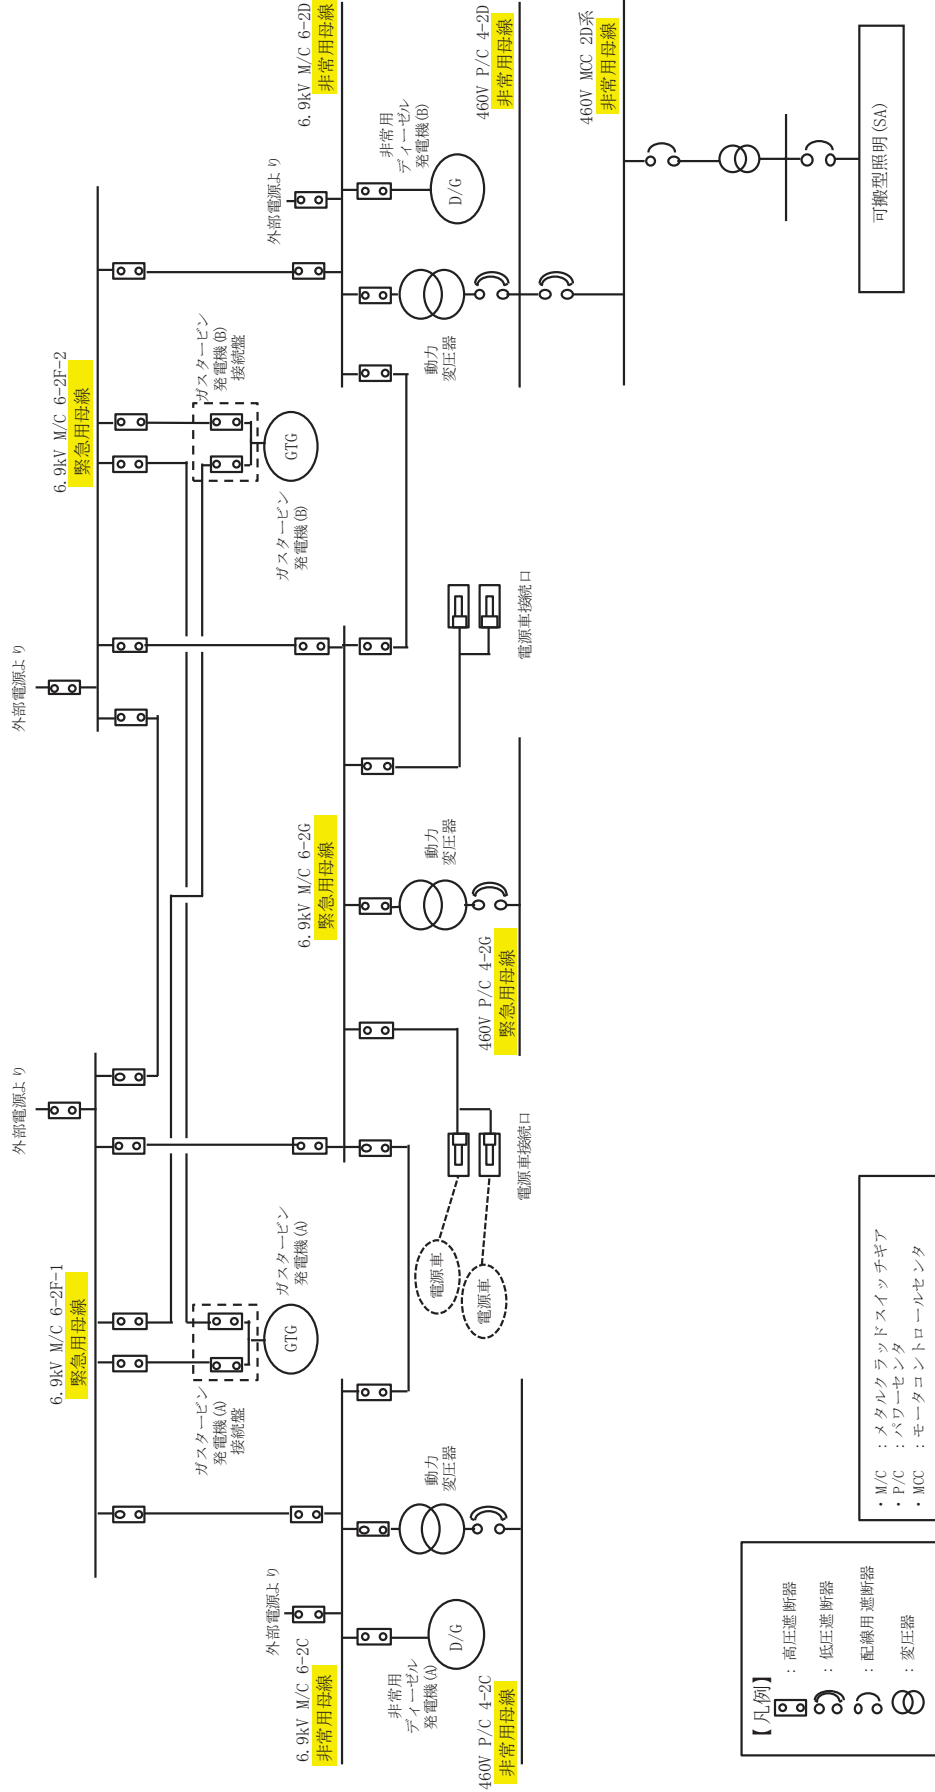 外部電源より
外部電源より
6.9kV M/C 6-2F-1
緊急用母線
6.9kV M/C 6-2F-2
緊急用母線
ガスタービン
発電機(A)
接続盤
GTG
ガスタービン
発電機(A)
ガスタービン
発電機(B)
接続盤
GTG
ガスタービン
発電機(B)
外部電源より
外部電源より
6.9kV M/C 6-2C
非常用母線
6.9kV M/C 6-2G
緊急用母線
6.9kV M/C 6-2D
非常用母線
非常用
ディーゼル
発電機(A)
D/G
動力
変圧器
電源車
電源車
電源車接続口
動力
変圧器
電源車接続口
動力
変圧器
非常用
ディーゼル
発電機(B)
D/G
460V P/C 4-2C
非常用母線
460V P/C 4-2G
緊急用母線
460V P/C 4-2D
非常用母線
460V MCC 2D系
非常用母線
可搬型照明(SA)
【凡例】
：高圧遮断器
：低圧遮断器
：配線用遮断器
：変圧器
・M/C ：メタルクラッドスイッチギア
・P/C ：パワーセンタ
・MCC ：モータコントロールセンタ